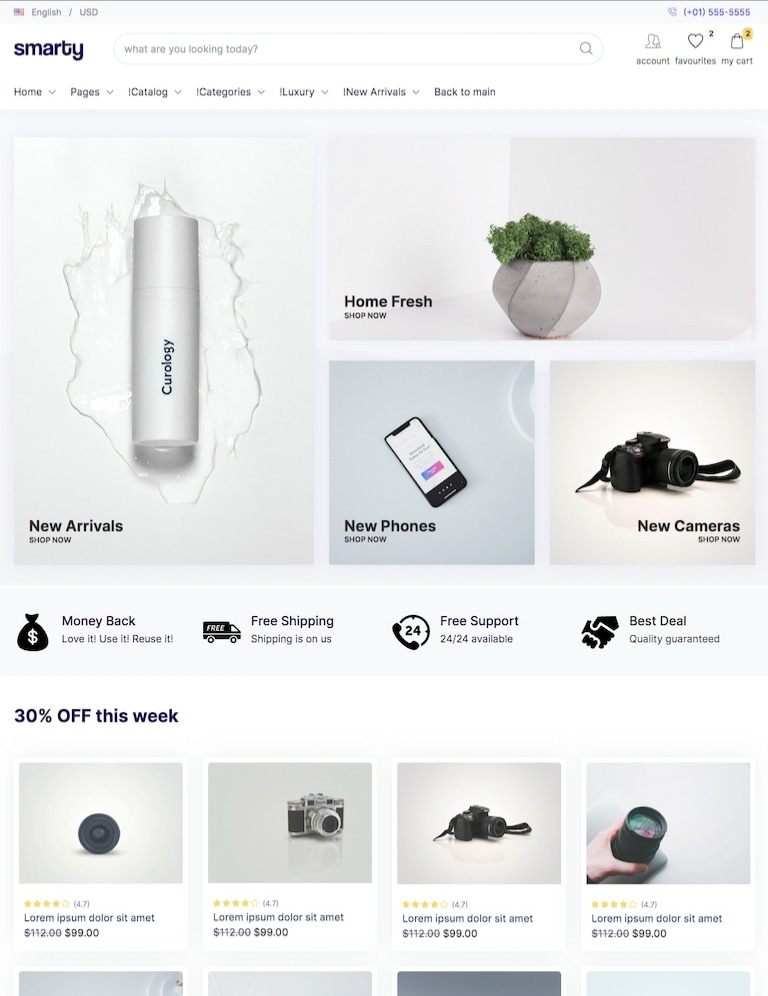 English / USD
(+01) 555-5555
smarty
what are you looking today?
2
2
account favourites my cart
Home Pages !Catalog !Categories !Luxury !New Arrivals Back to main
Curology
Home Fresh
SHOP NOW
New Arrivals
SHOP NOW
New Phones
SHOP NOW
New Cameras
SHOP NOW
$
Money Back
Love it! Use it! Reuse it!
FREE
Free Shipping
Shipping is on us
24
Free Support
24/24 available
Best Deal
Quality guaranteed
30% OFF this week
(4.7)
Lorem ipsum dolor sit amet
$112.00 $99.00
(4.7)
Lorem ipsum dolor sit amet
$112.00 $99.00
(4.7)
Lorem ipsum dolor sit amet
$112.00 $99.00
(4.7)
Lorem ipsum dolor sit amet
$112.00 $99.00